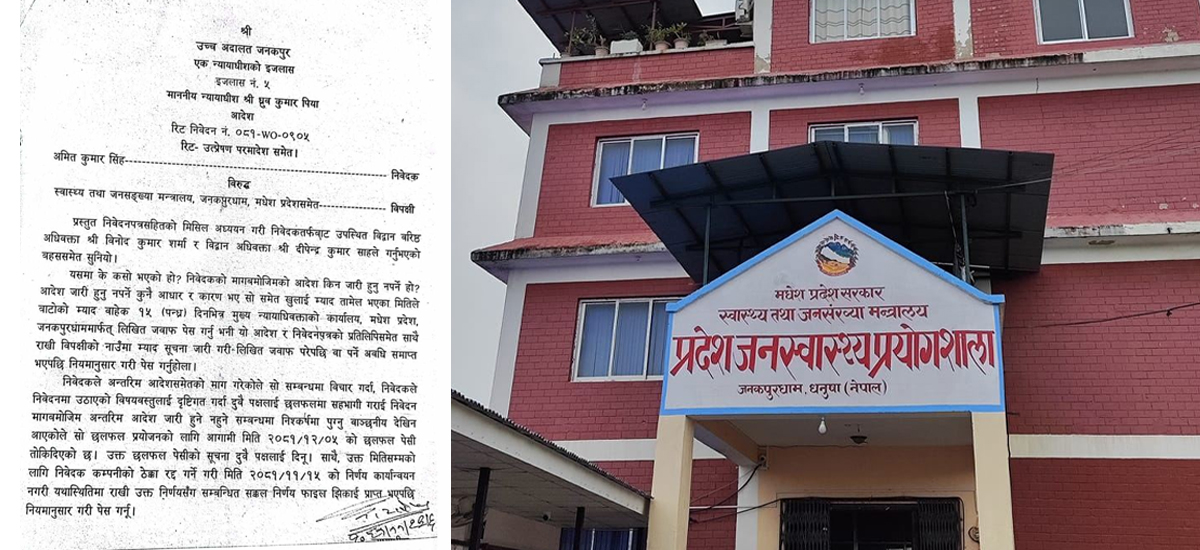 श्री
उच्च अदालत जनकपुर
एक न्यायाधीशको इजलास
इजलास नं. ५
माननीय न्यायाधीश श्री ध्रुव कुमार पिया
आदेश
रिट निवेदन नं. ०८१-WO-०९०५
रिट- उत्प्रेषण परमादेश समेत।
अमित कुमार सिंह------------------------------------------------ निवेदक
विरुद्ध
स्वास्थ्य तथा जनसङ्ख्या मन्त्रालय, जनकपुरधाम, मधेश प्रदेशसमेत------------------ विपक्षी
प्रस्तुत निवेदनपत्रसहितको मिसिल अध्ययन गरी निवेदकतर्फबाट उपस्थित बिद्वान वरिष्ठ
अधिवक्ता श्री विनोद कुमार शर्मा र विद्वान अधिवक्ता श्री दीपेन्द्र कुमार साहले गर्नुभएको
बहससमेत सुनियो।
यसमा के कसो भएको हो? निवेदकको मागबमोजिमको आदेश किन जारी हुनु नपर्ने हो?
आदेश जारी हुनु नपर्ने कुनै आधार र कारण भए सो समेत खुलाई म्याद तामेल भएका मितिले
बाटोको म्याद बाहेक १५ (पन्ध्र) दिनभित्र मुख्य न्यायाधिवक्ताको कार्यालय, मधेश प्रदेश,
जनकपुरधाममार्फत् लिखित जवाफ पेस गर्नु भनी यो आदेश र निवेदनपत्रको प्रतिलिपिसमेत साथै
राखी विपक्षीको नाउँमा म्याद सूचना जारी गरी-लिखित जवाफ परेपछि वा पर्ने अवधि समाप्त
भएपछि नियमानुसार गरी पेस गर्नुहोला।
निवेदकले अन्तरिम आदेशसमेतको माग गरेकोले सो सम्बन्धमा बिचार गर्दा, निवेदकले
निवेदनमा उठाएको विषयवस्तुलाई दृष्टिगत गर्दा दुवै पक्षलाई छलफलमा सहभागी गराई निवेदन
मागबमोजिम अन्तरिम आदेश जारी हुने नहुने सम्बन्धमा निश्कर्षमा पुग्नु बाञ्छनीय देखिन
आएकोले सो छलफल प्रयोजनको लागि आगामी मिति २०८१/१२/०५ को छलफल पेसी
तोकिदिएको छ। उक्त छलफल पेसीको सूचना दुवै पक्षलाई दिनू। साथै, उक्त मितिसम्मको
लागि निवेदक कम्पनीको ठेक्का रद्द गर्ने गरी मिति २०८१/११/१५ को निर्णय कार्यान्वयन
नगरी यथास्थितिमा राखी उक्त निर्णयसँग सम्बन्धित सक्कल निर्णय फाइल झिकाई प्राप्त भएपछि
नियमानुसार गरी पेस गर्नू।
मधेश प्रदेश सरकार
स्वास्थ्य तथा जनसंख्या मन्त्रालय
प्रदेश जनस्वास्थ्य प्रयोगशाला
जनकपुरधाम, धनुषा (नेपाल)